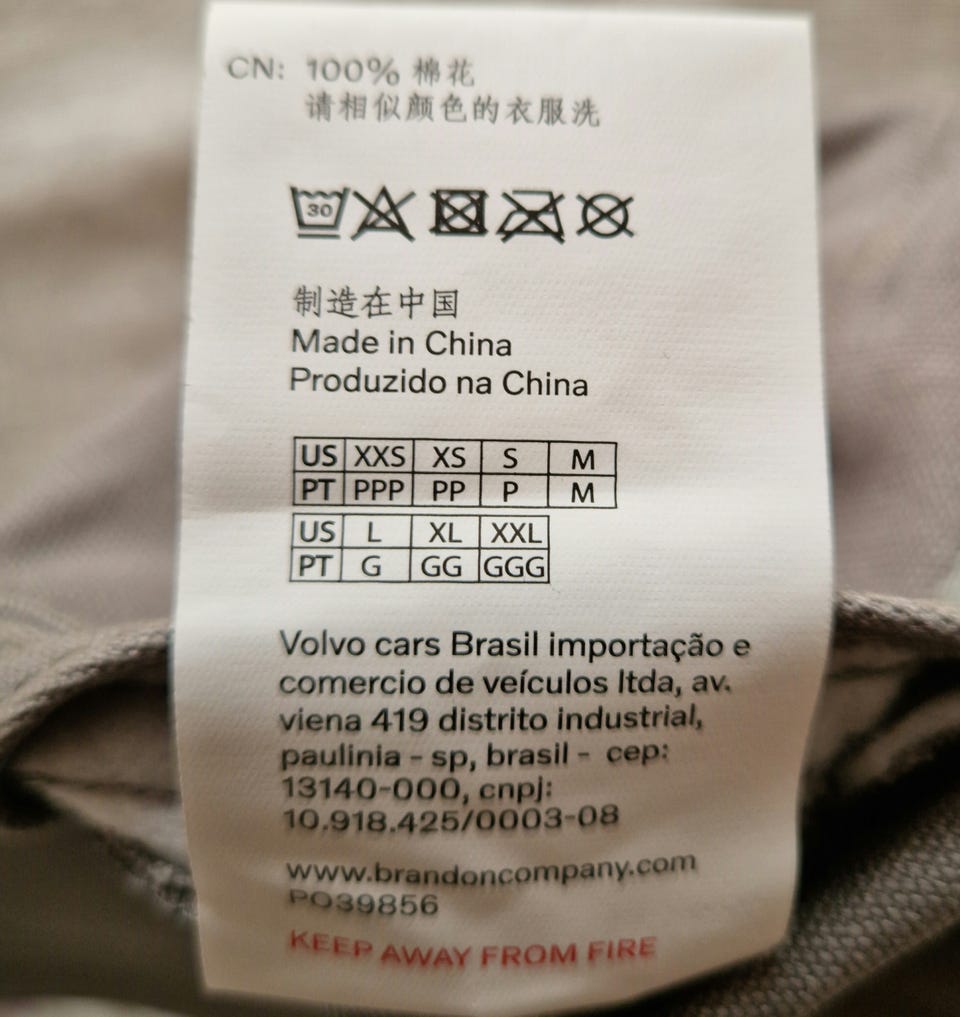 CN: 100% 棉花
请相似颜色的衣服洗
30
制造在中国
Made in China
Produzido na China
US XXS XS S M
PT PPP PP P M
US L XL XXL
PT G GG GGG
Volvo cars Brasil importação e
comercio de veículos ltda, av.
viena 419 distrito industrial,
paulinia - sp, brasil - cep:
13140-000, cnpj:
10.918.425/0003-08
www.brandoncompany.com
PO39856
KEEP AWAY FROM FIRE